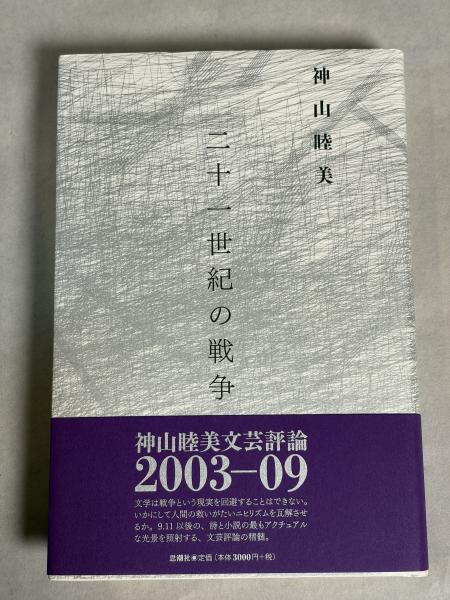 神山睦美
二十一世紀の戦争
神山睦美文芸評論
2003—09
文学は戦争という現実を回避することはできない。
いかにして人間の救いがたいニヒリズムを瓦解させ
るか。9.11以後の、詩と小説の最もアクチュアル
な光景を照射する、文芸評論の精髄。
思潮社◉定価（本体3000円+税）